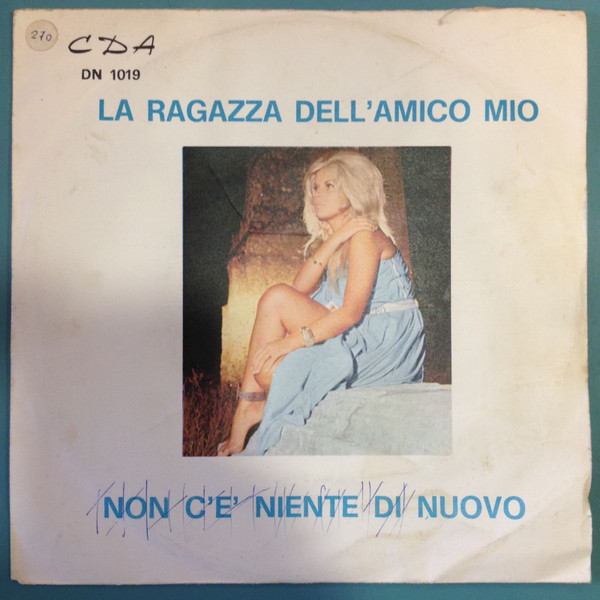 270
CDA
DN 1019
LA RAGAZZA DELL'AMICO MIO
NON C'E' NIENTE DI NUOVO